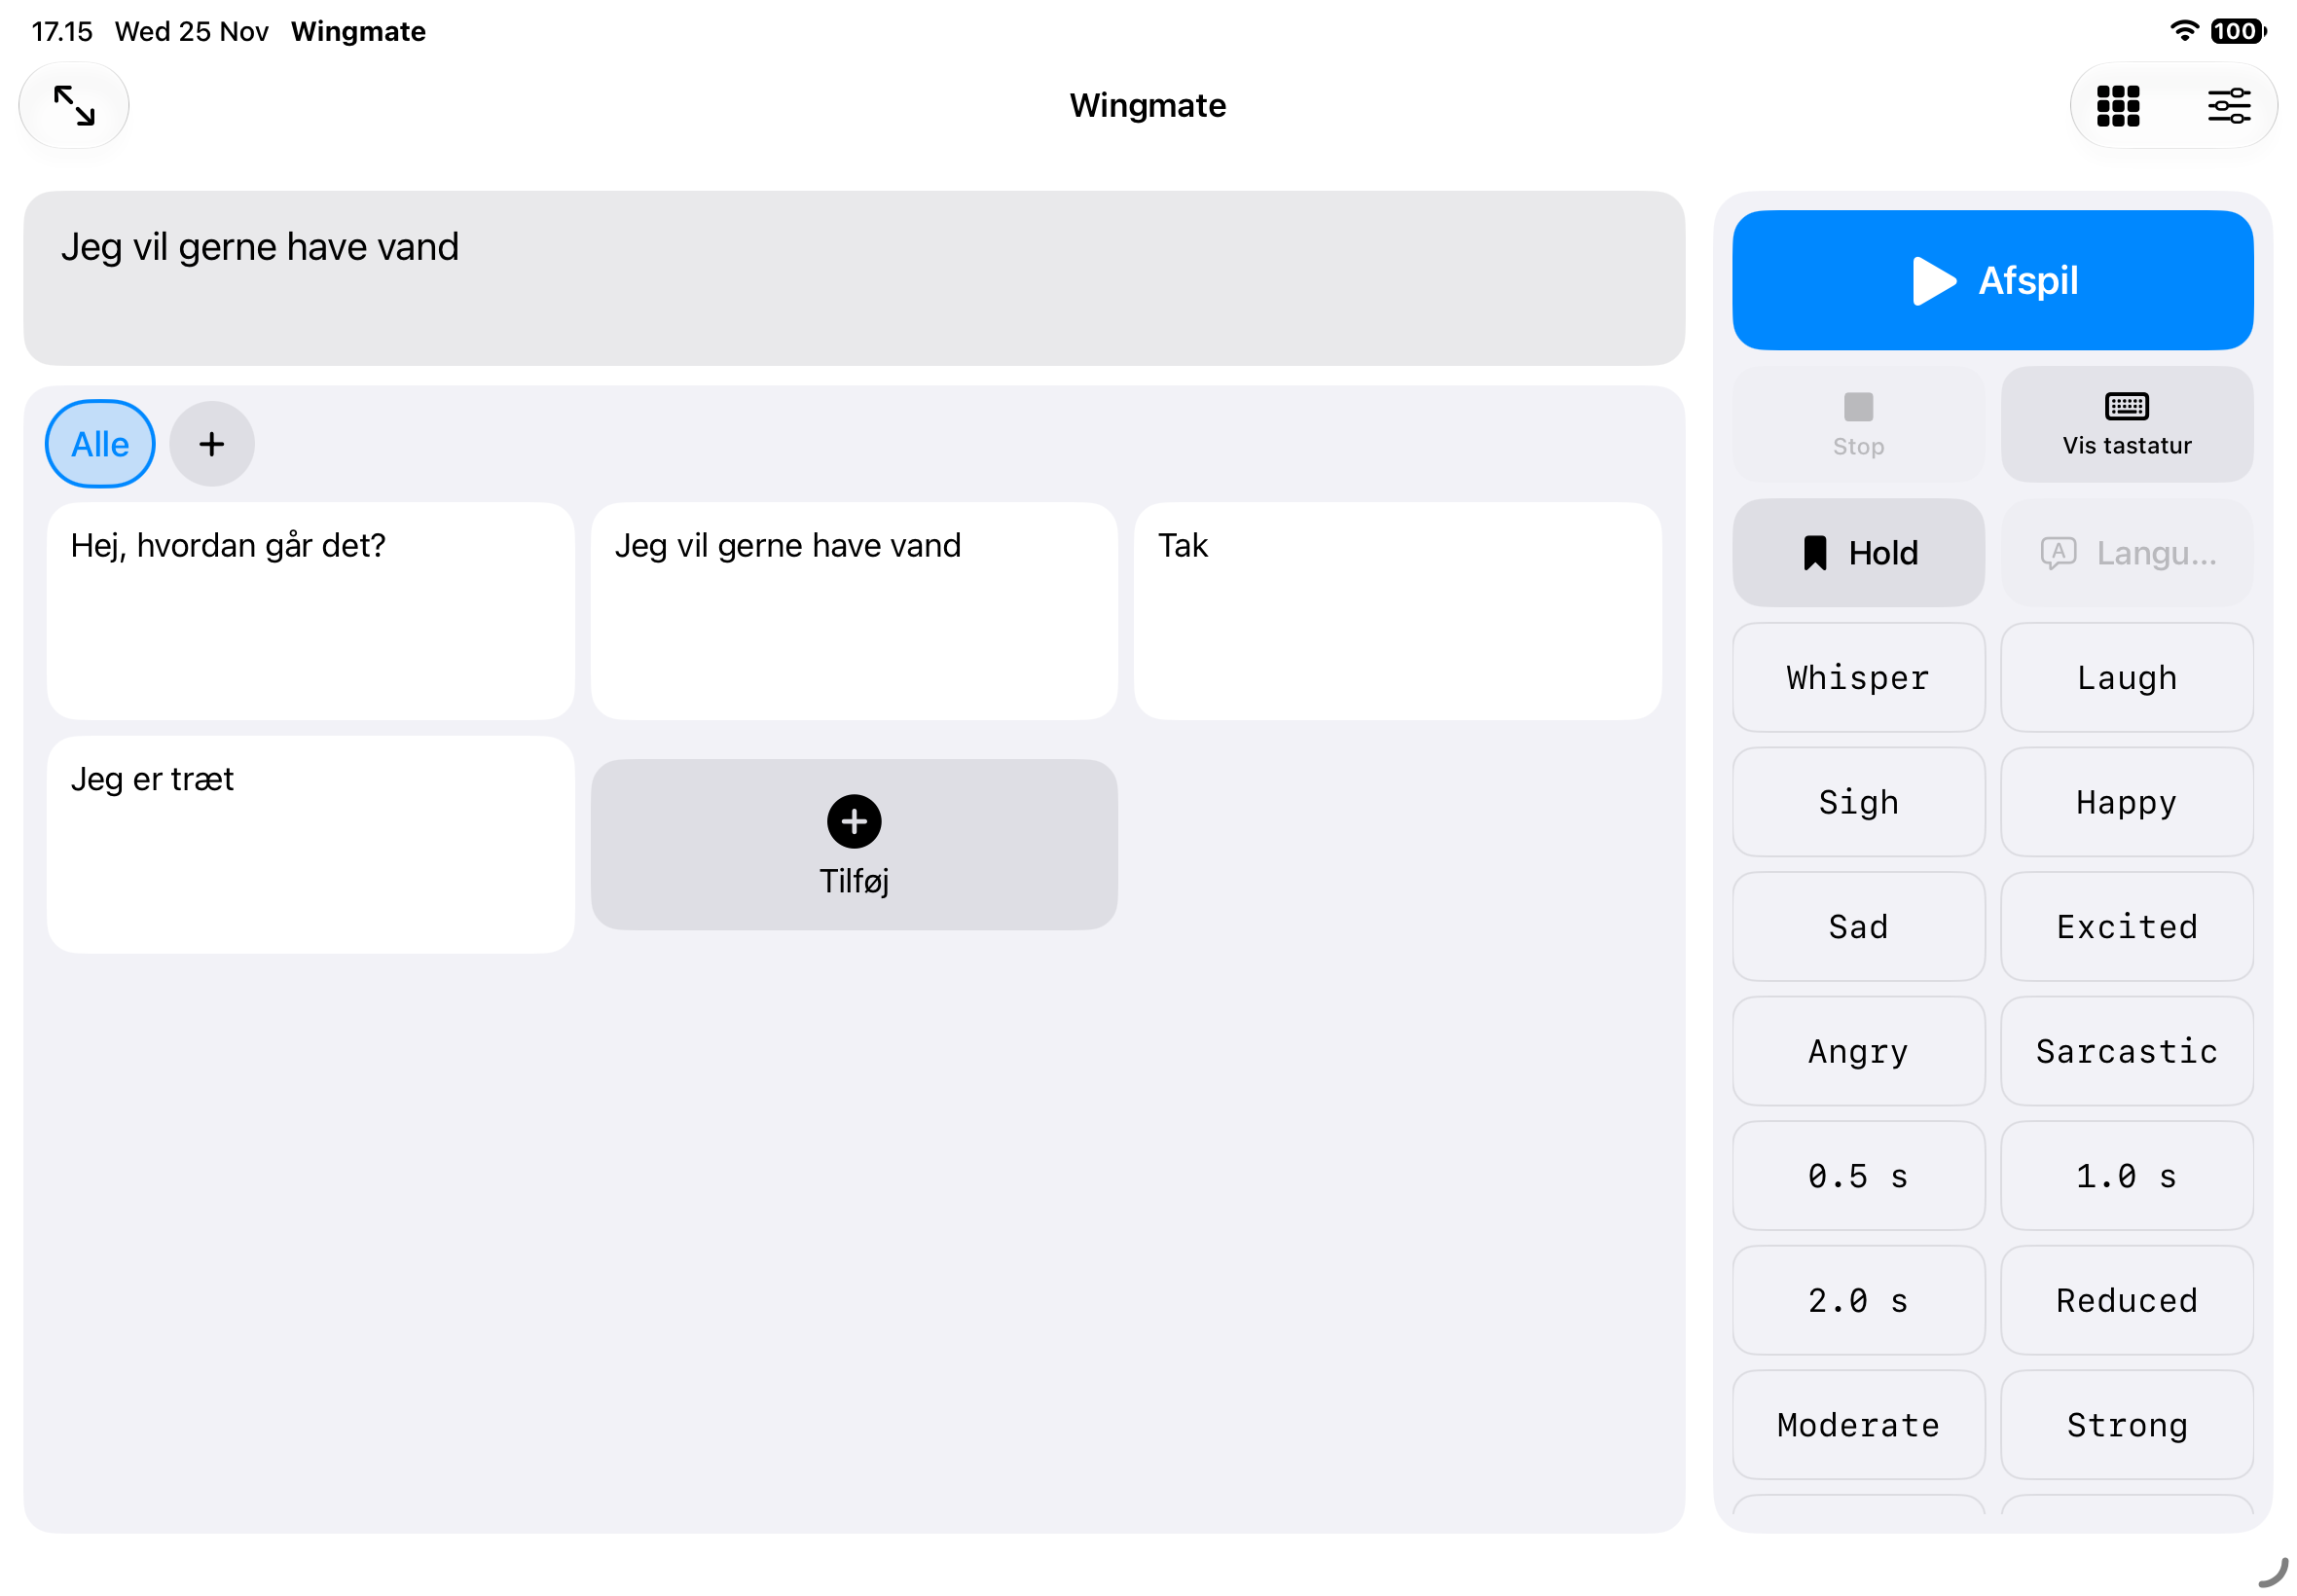 17.15 Wed 25 Nov Wingmate
100
Wingmate
Jeg vil gerne have vand
Afspil
Stop
Vis tastatur
Alle
Hold
Langu...
Hej, hvordan går det?
Jeg vil gerne have vand
Tak
Jeg er træt
Tilføj
Whisper
Laugh
Sigh
Happy
Sad
Excited
Angry
Sarcastic
0.5 s
1.0 s
2.0 s
Reduced
Moderate
Strong